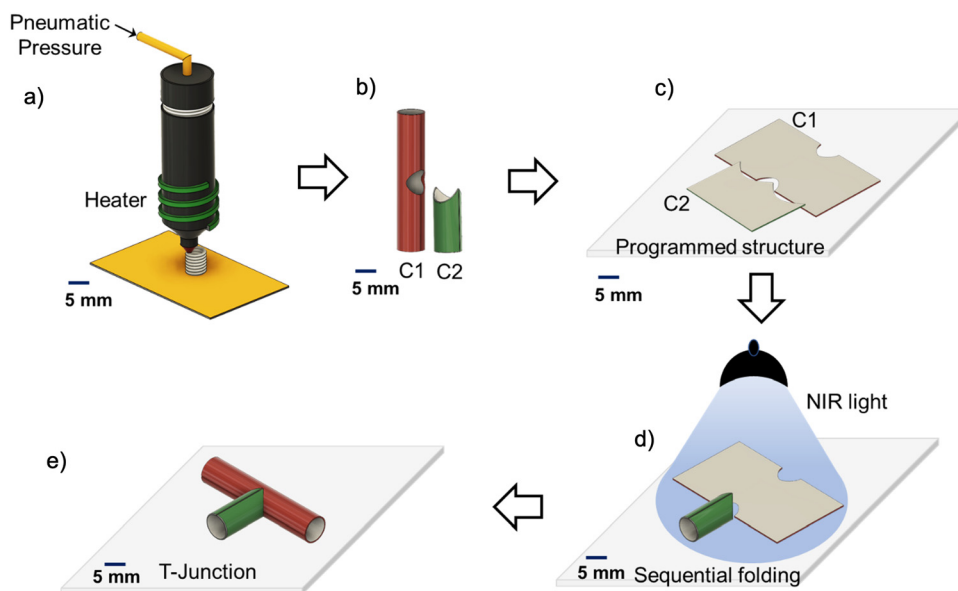 Pneumatic
Pressure
a)
Heater
5 mm
b)
C1
C2
5 mm
c)
C1
C2
Programmed structure
5 mm
NIR light
d)
Sequential folding
5 mm
e)
T-Junction
5 mm